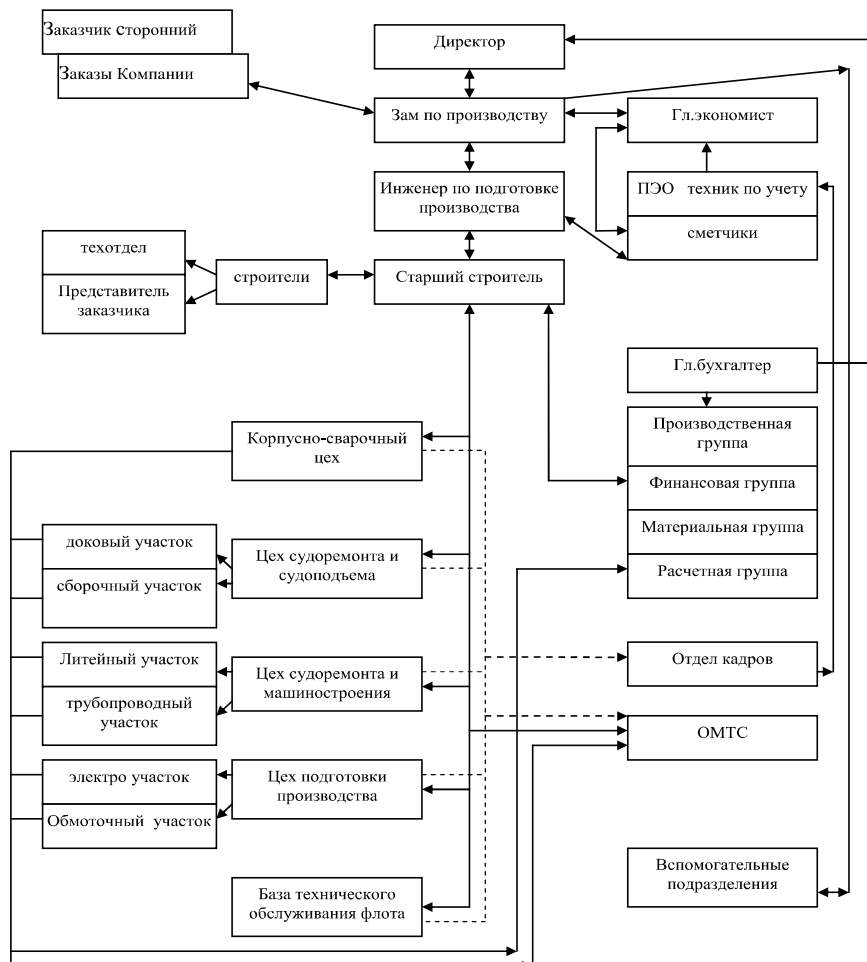 Заказчик сторонний
Заказы Компании
Директор
Зам по производству
Гл.экономист
Инженер по подготовке
производства
ПЭО техник по учету
сметчики
техотдел
Представитель
заказчика
строители
Старший строитель
Гл.бухгалтер
Производственная
группа
Финансовая группа
Материальная группа
Расчетная группа
Корпусно-сварочный
цех
доковый участок
сборочный участок
Цех судоремонта и
судоподъема
Литейный участок
трубопроводный
участок
Цех судоремонта и
машиностроения
Отдел кадров
ОМТС
электро участок
Обмоточный участок
Цех подготовки
производства
База технического
обслуживания флота
Вспомогательные
подразделения